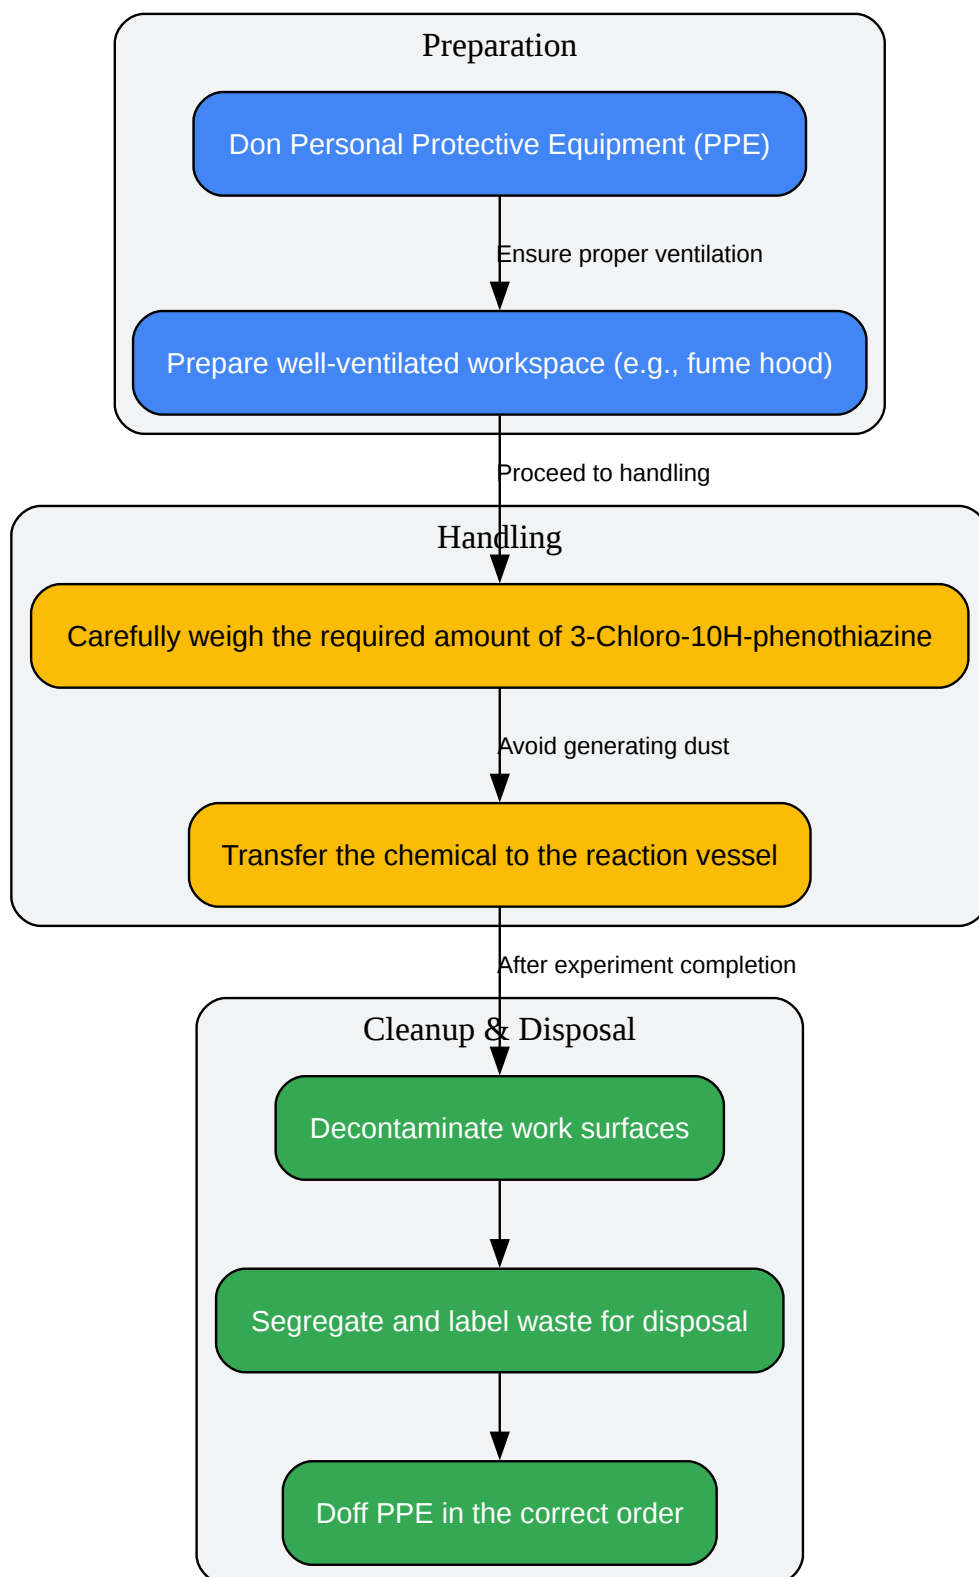 Preparation
Don Personal Protective Equipment (PPE)
Ensure proper ventilation
Prepare well-ventilated workspace (e.g., fume hood)
Proceed to handling
Handling
Carefully weigh the required amount of 3-Chloro-10H-phenothiazine
Avoid generating dust
Transfer the chemical to the reaction vessel
After experiment completion
Cleanup & Disposal
Decontaminate work surfaces
Segregate and label waste for disposal
Doff PPE in the correct order